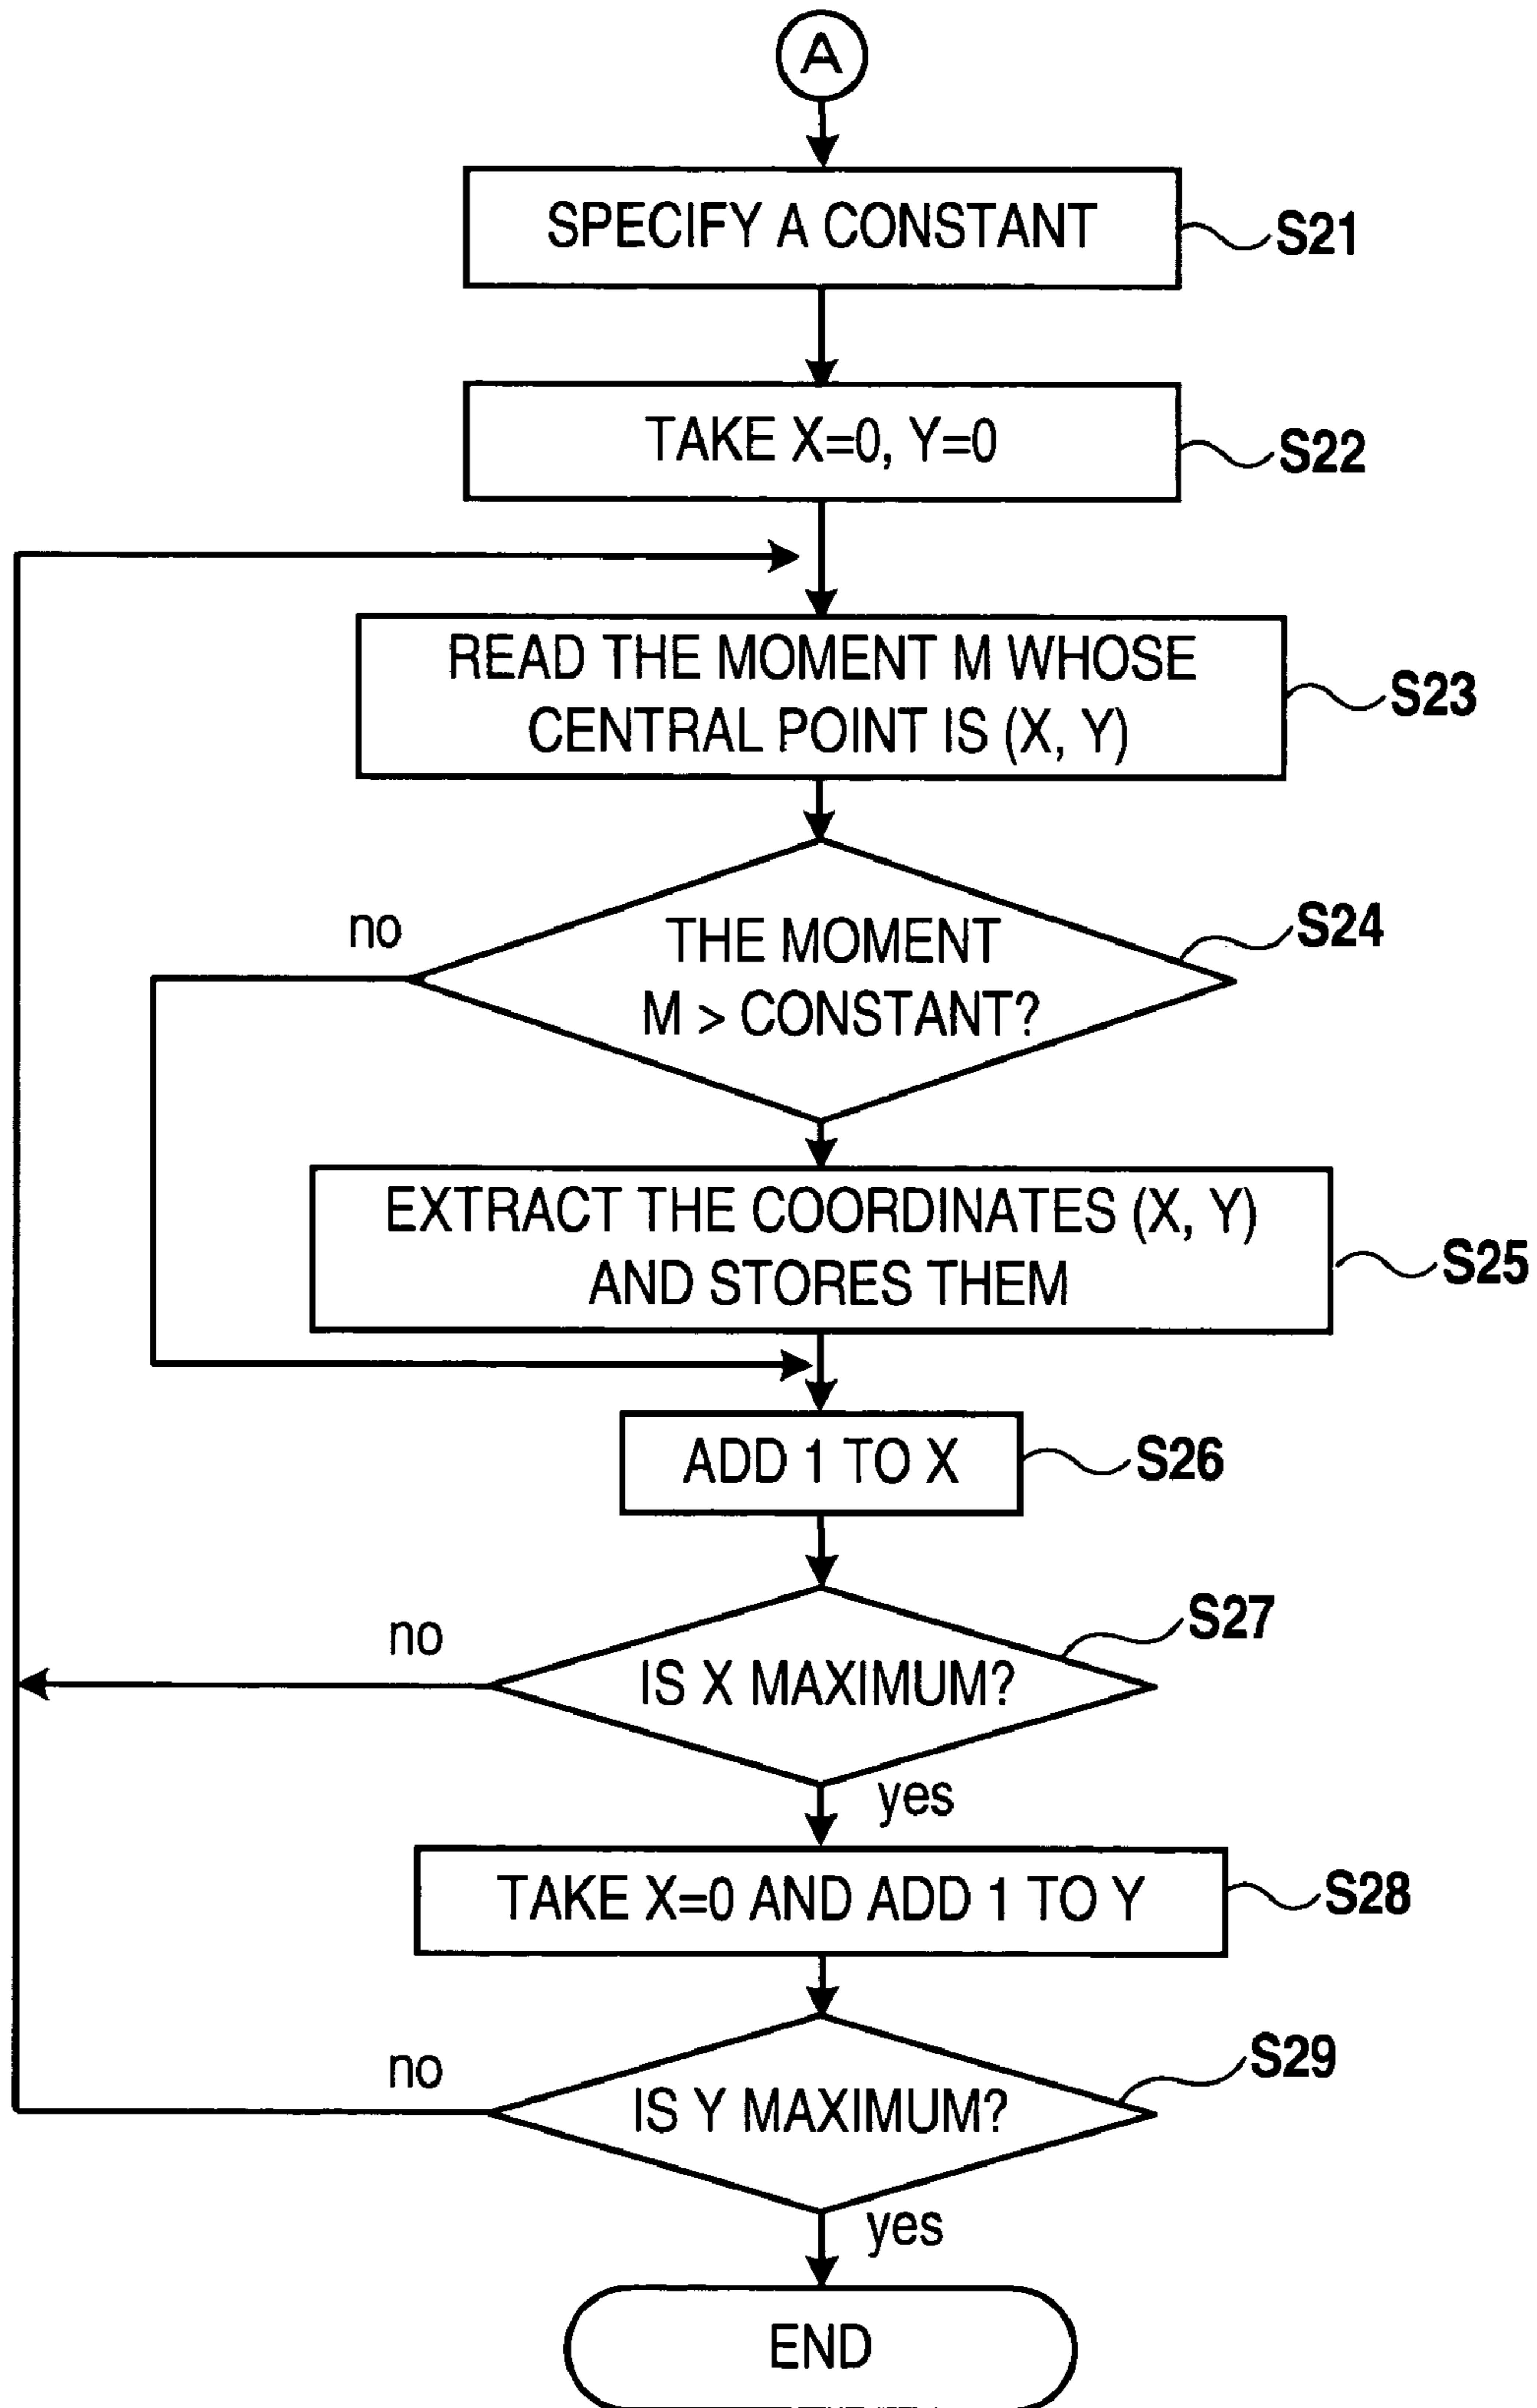 A
SPECIFY A CONSTANT
S21
TAKE X=0, Y=0
S22
READ THE MOMENT M WHOSE
CENTRAL POINT IS (X, Y)
S23
no
THE MOMENT
M > CONSTANT?
S24
EXTRACT THE COORDINATES (X, Y)
AND STORES THEM
S25
ADD 1 TO X
S26
no
IS X MAXIMUM?
S27
yes
TAKE X=0 AND ADD 1 TO Y
S28
no
IS Y MAXIMUM?
S29
yes
END